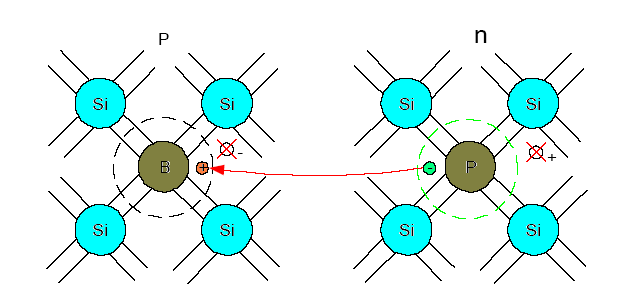 P n
Si Si Si Si
- +
B + - P
Si Si Si Si